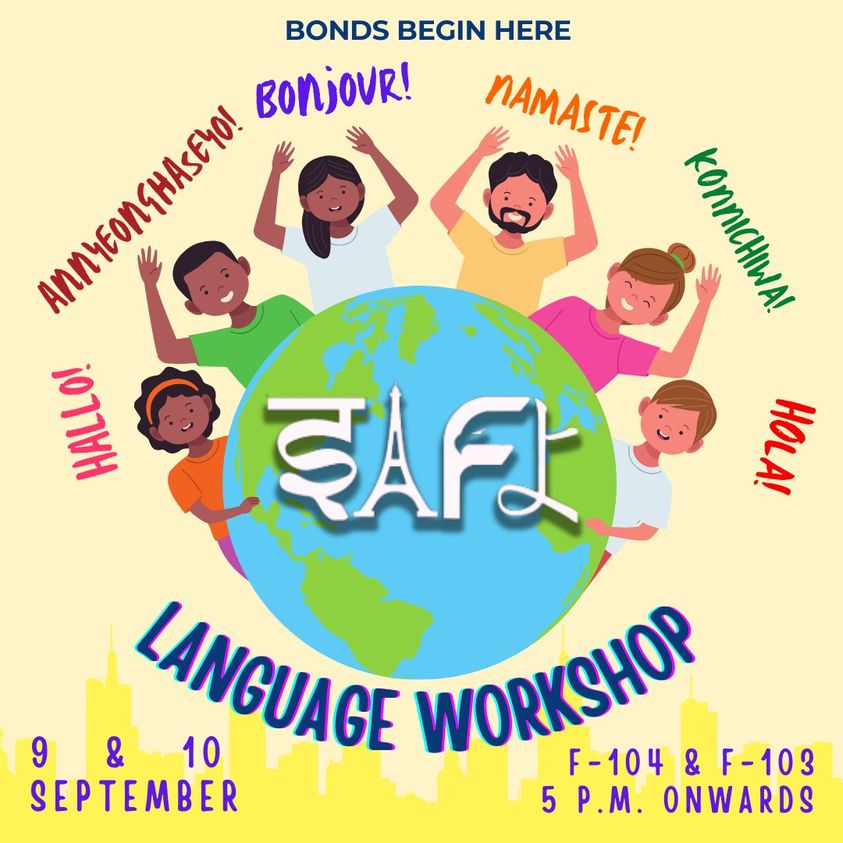 BONDS BEGIN HERE
HALLO!
ANNYEONGHASEYO!
BONJOUR!
NAMASTE!
KONNICHIWA!
HOLA!
SAFL
LANGUAGE WORKSHOP
9 & 10
SEPTEMBER
F-104 & F-103
5 P.M. ONWARDS